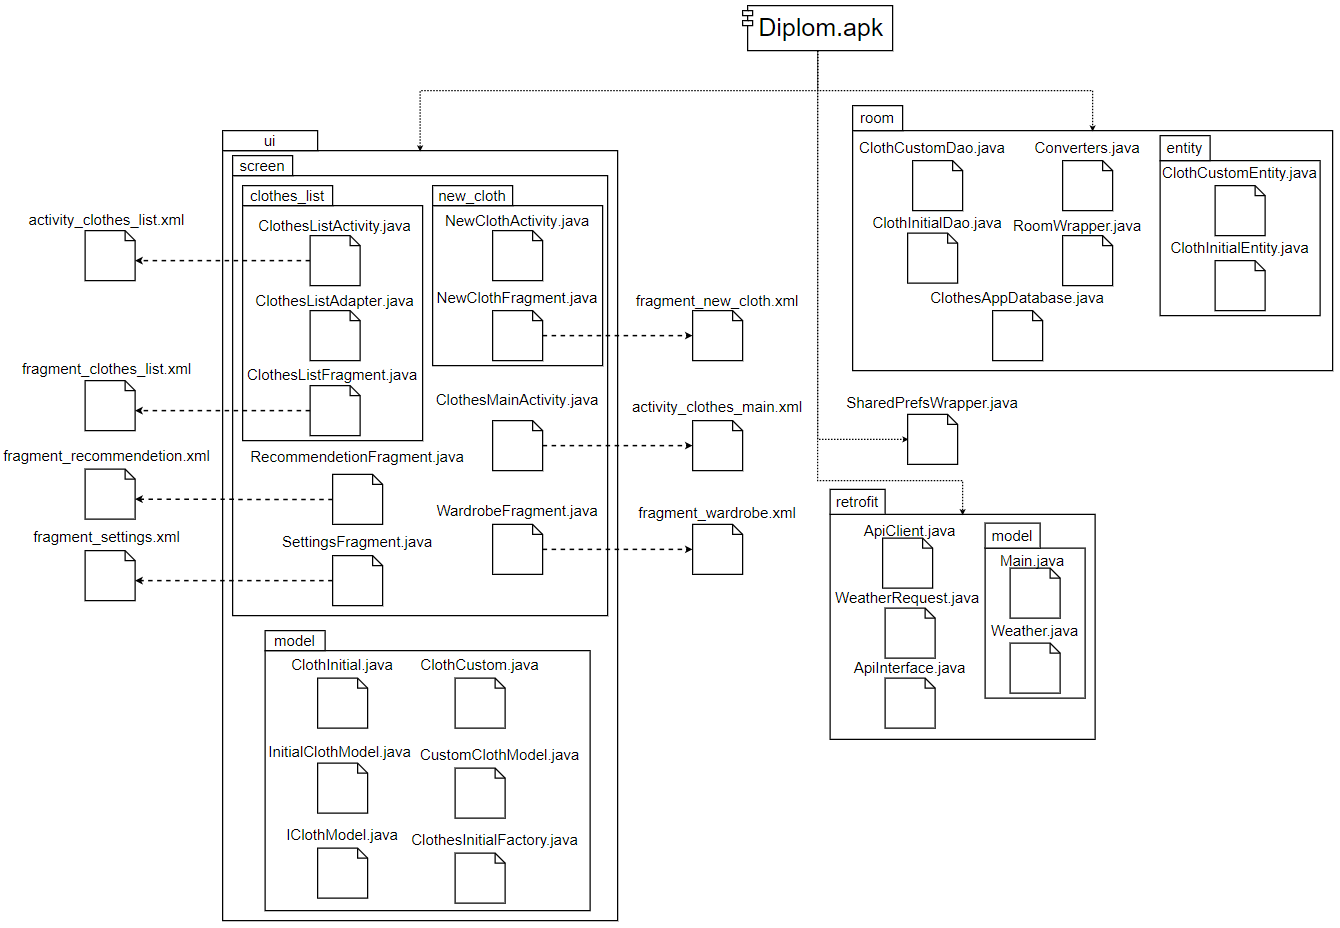 Diplom.apk
ui
screen
clothes_list
ClothesListActivity.java
ClothesListAdapter.java
ClothesListFragment.java
new_cloth
NewClothActivity.java
NewClothFragment.java
ClothesMainActivity.java
RecommendetionFragment.java
WardrobeFragment.java
SettingsFragment.java
activity_clothes_list.xml
fragment_clothes_list.xml
fragment_recommendetion.xml
fragment_settings.xml
fragment_new_cloth.xml
activity_clothes_main.xml
fragment_wardrobe.xml
model
ClothInitial.java
ClothCustom.java
InitialClothModel.java
CustomClothModel.java
IClothModel.java
ClothesInitialFactory.java
room
ClothCustomDao.java
Converters.java
ClothInitialDao.java
RoomWrapper.java
ClothesAppDatabase.java
entity
ClothCustomEntity.java
ClothInitialEntity.java
SharedPrefsWrapper.java
retrofit
ApiClient.java
WeatherRequest.java
ApiInterface.java
model
Main.java
Weather.java